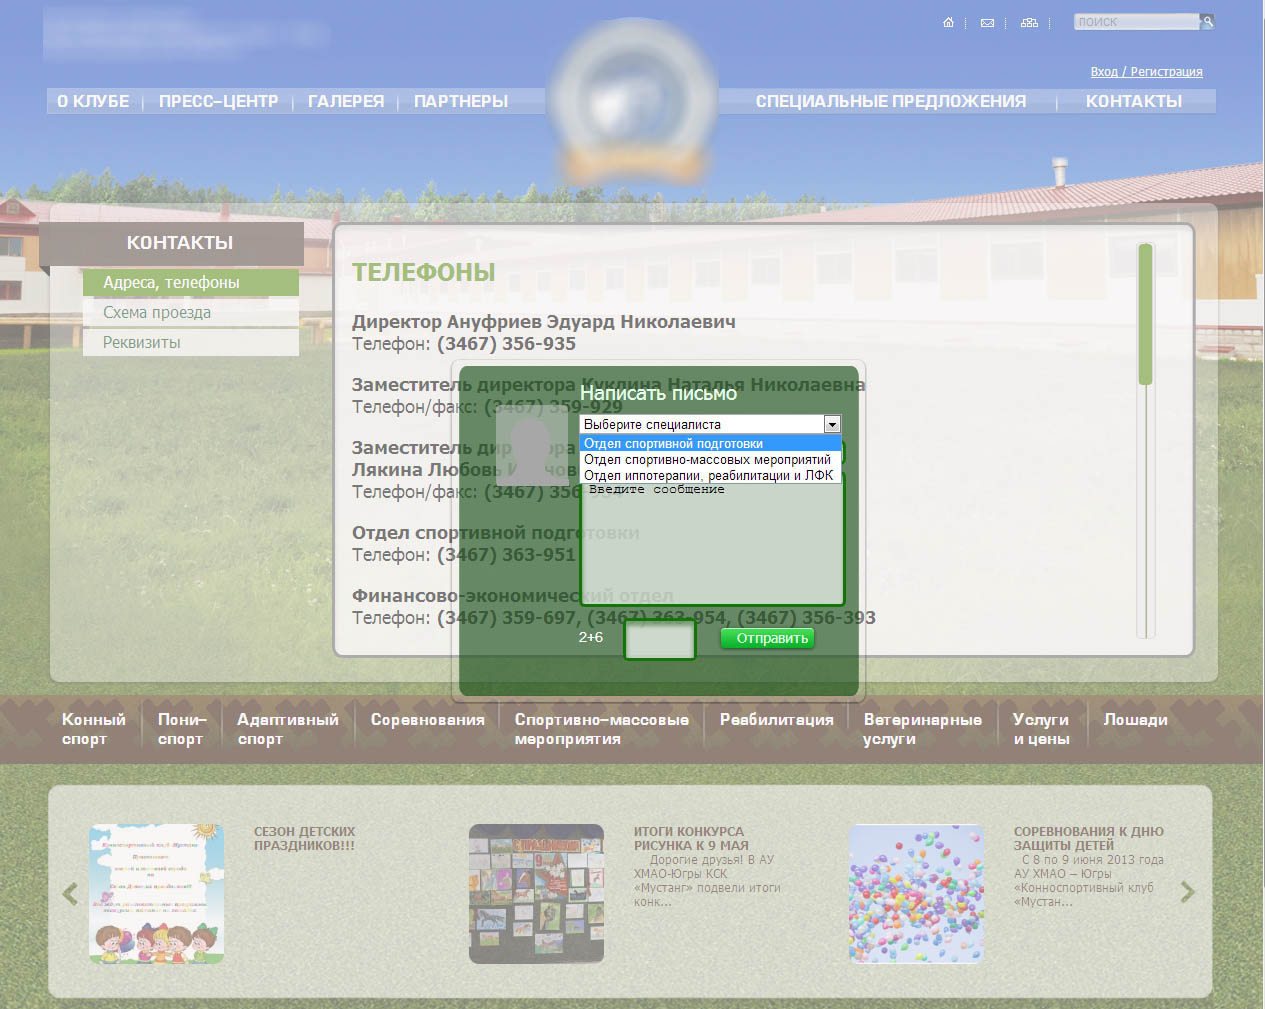 ПОИСК
Вход / Регистрация
О КЛУБЕ
ПРЕСС-ЦЕНТР
ГАЛЕРЕЯ
ПАРТНЕРЫ
СПЕЦИАЛЬНЫЕ ПРЕДЛОЖЕНИЯ
КОНТАКТЫ
КОНТАКТЫ
Адреса, телефоны
Схема проезда
Реквизиты
ТЕЛЕФОНЫ
Директор Ануфриев Эдуард Николаевич
Телефон: (3467) 356-935
Заместитель директора Куклина Наталья Николаевна
Телефон/факс: (3467) 359-929
Заместитель директора
Лякина Любовь
Телефон/факс: (3467)
Отдел спортивной подготовки
Телефон: (3467) 363-951
Финансово-экономический отдел
Телефон: (3467) 359-697, (3467) 363-954, (3467) 356-393
Написать письмо
Выберите специалиста
Отдел спортивной подготовки
Отдел спортивно-массовых мероприятий
Отдел иппотерапии, реабилитации и ЛФК
Введите сообщение
2+6
Отправить
Конный
спорт
Пони-
спорт
Адаптивный
спорт
Соревнования
Спортивно-массовые
мероприятия
Реабилитация
Ветеринарные
услуги
Услуги
и цены
Лошади
СЕЗОН ДЕТСКИХ
ПРАЗДНИКОВ!!!
ИТОГИ КОНКУРСА
РИСУНКА К 9 МАЯ
Дорогие друзья! В АУ
ХМАО-Югры КСК
«Мустанг» подвели итоги
конк...
СОРЕВНОВАНИЯ К ДНЮ
ЗАЩИТЫ ДЕТЕЙ
С 8 по 9 июня 2013 года
АУ ХМАО – Югры
«Конноспортивный клуб
«Мустан...